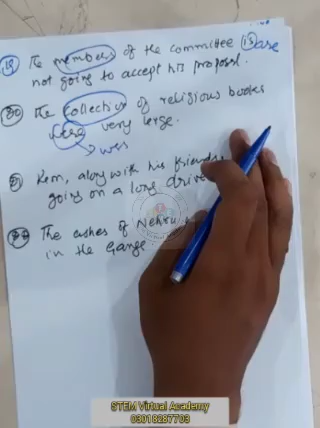 19 The members of the committee is are
not going to accept his proposal.
20 The collection of religious books
were very large.
was
21 Ram, along with his friends
going on a long drive
22 The ashes of Nehru
in the Gange
STEM Virtual Academy
03018287703